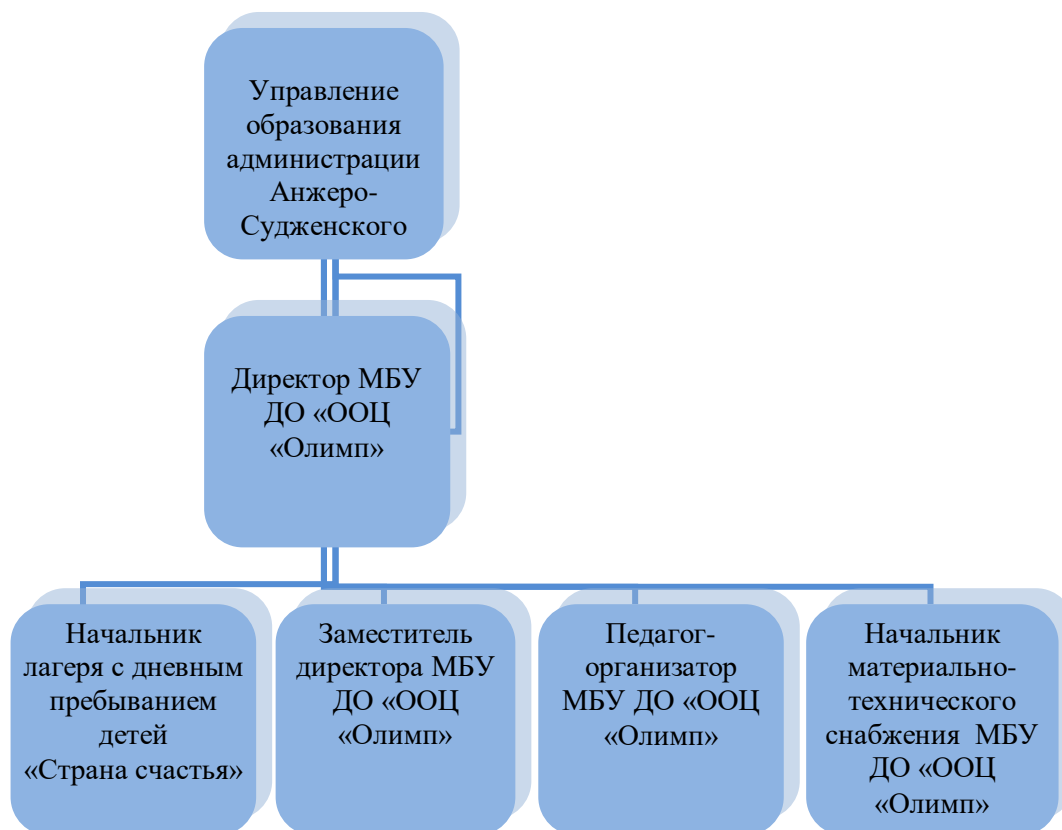 Управление
образования
администрации
Анжеро-
Судженского
Директор МБУ
ДО «ООЦ
«Олимп»
Начальник
лагеря с дневным
пребыванием
детей
«Страна счастья»
Заместитель
директора МБУ
ДО «ООЦ
«Олимп»
Педагог-
организатор
МБУ ДО «ООЦ
«Олимп»
Начальник
материально-
технического
снабжения МБУ
ДО «ООЦ
«Олимп»